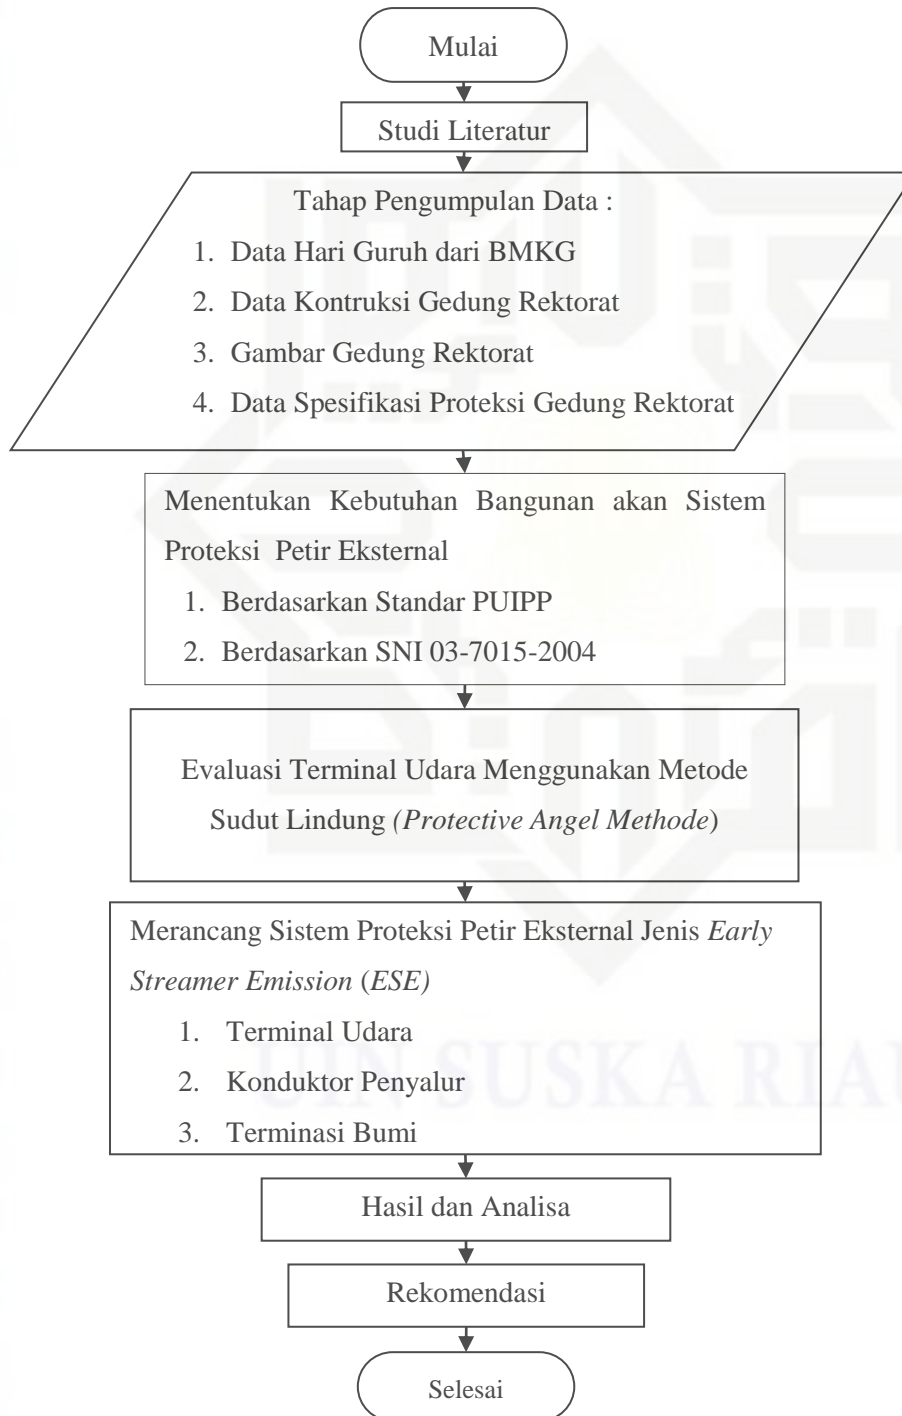 Mulai
Studi Literatur
Tahap Pengumpulan Data :
1. Data Hari Guruh dari BMKG
2. Data Kontruksi Gedung Rektorat
3. Gambar Gedung Rektorat
4. Data Spesifikasi Proteksi Gedung Rektorat
Menentukan Kebutuhan Bangunan akan Sistem
Proteksi Petir Eksternal
1. Berdasarkan Standar PUIPP
2. Berdasarkan SNI 03-7015-2004
Evaluasi Terminal Udara Menggunakan Metode
Sudut Lindung (Protective Angel Methode)
Merancang Sistem Proteksi Petir Eksternal Jenis Early
Streamer Emission (ESE)
1. Terminal Udara
UIN SUSKA RIAU
2. Konduktor Penyalur
3. Terminasi Bumi
Hasil dan Analisa
Rekomendasi
Selesai